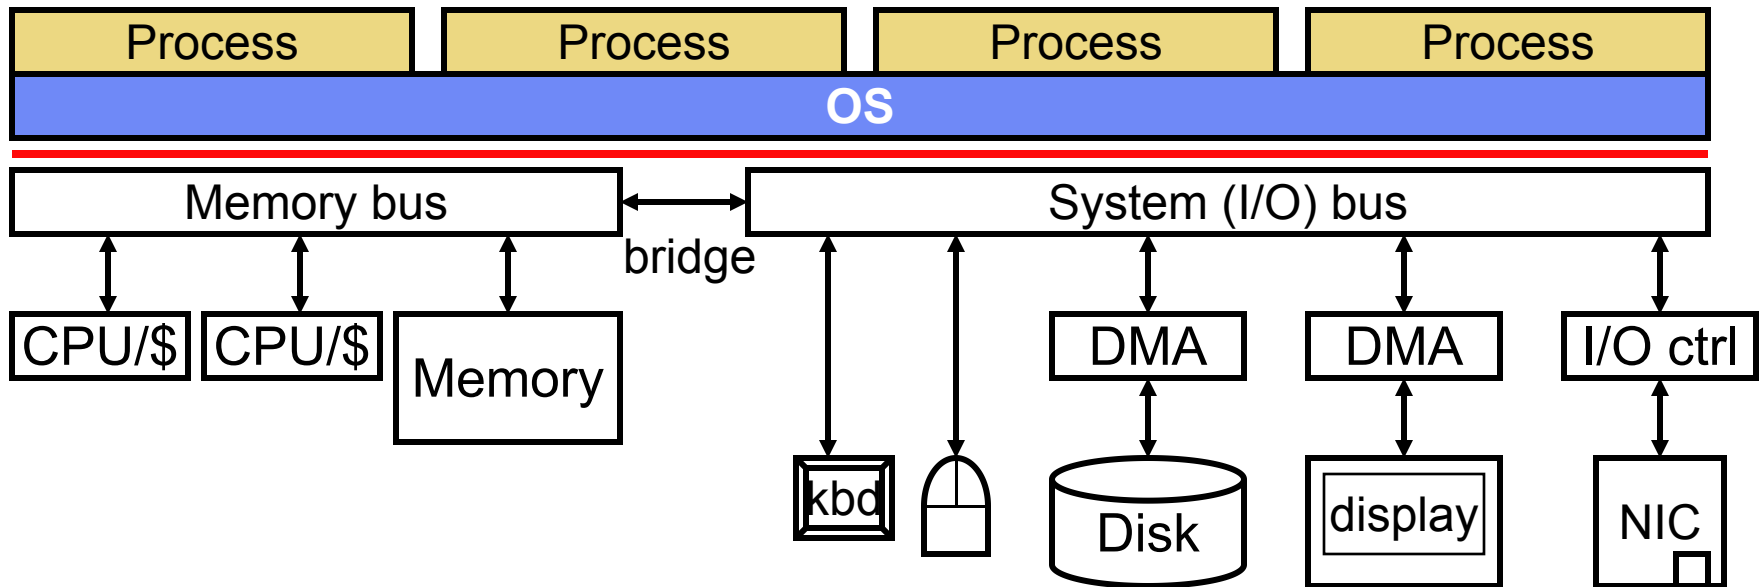 Process Process Process Process
OS
Memory bus System (I/O) bus
bridge
CPU/$ CPU/$ Memory DMA DMA I/O ctrl
kbd Disk display NIC